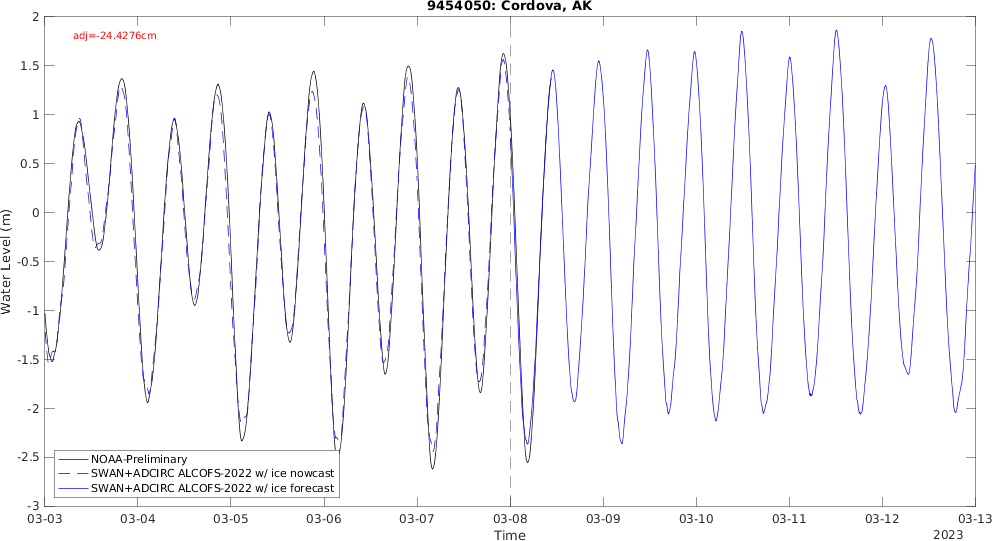 9454050: Cordova, AK
adj=-24.4276cm
2
1.5
1
0.5
0
-0.5
-1
-1.5
-2
-2.5
-3
Water Level (m)
NOAA-Preliminary
SWAN+ADCIRC ALCOFS-2022 w/ ice nowcast
SWAN+ADCIRC ALCOFS-2022 w/ ice forecast
03-03 03-04 03-05 03-06 03-07 03-08 03-09 03-10 03-11 03-12 03-13
Time
2023